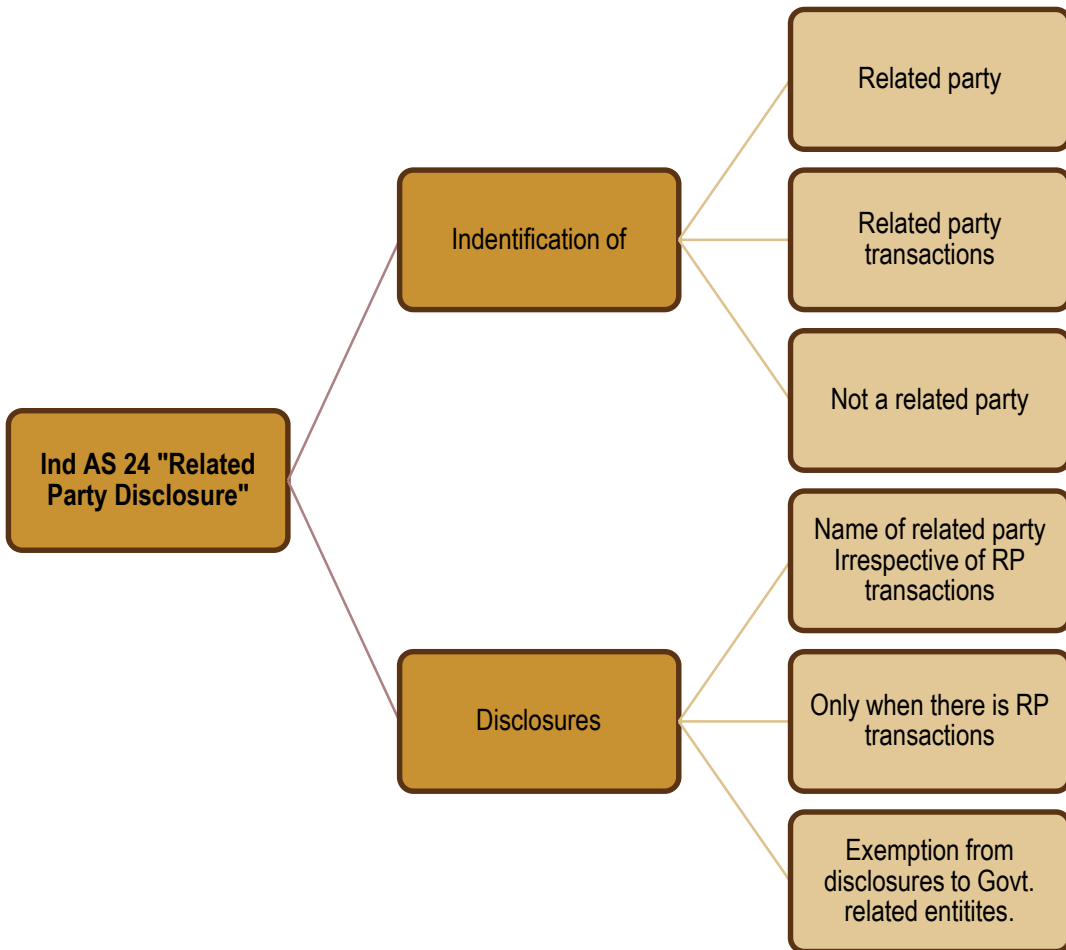 Ind AS 24 "Related
Party Disclosure"
Indentification of
Related party
Related party
transactions
Not a related party
Disclosures
Name of related party
Irrespective of RP
transactions
Only when there is RP
transactions
Exemption from
disclosures to Govt.
related entitites.